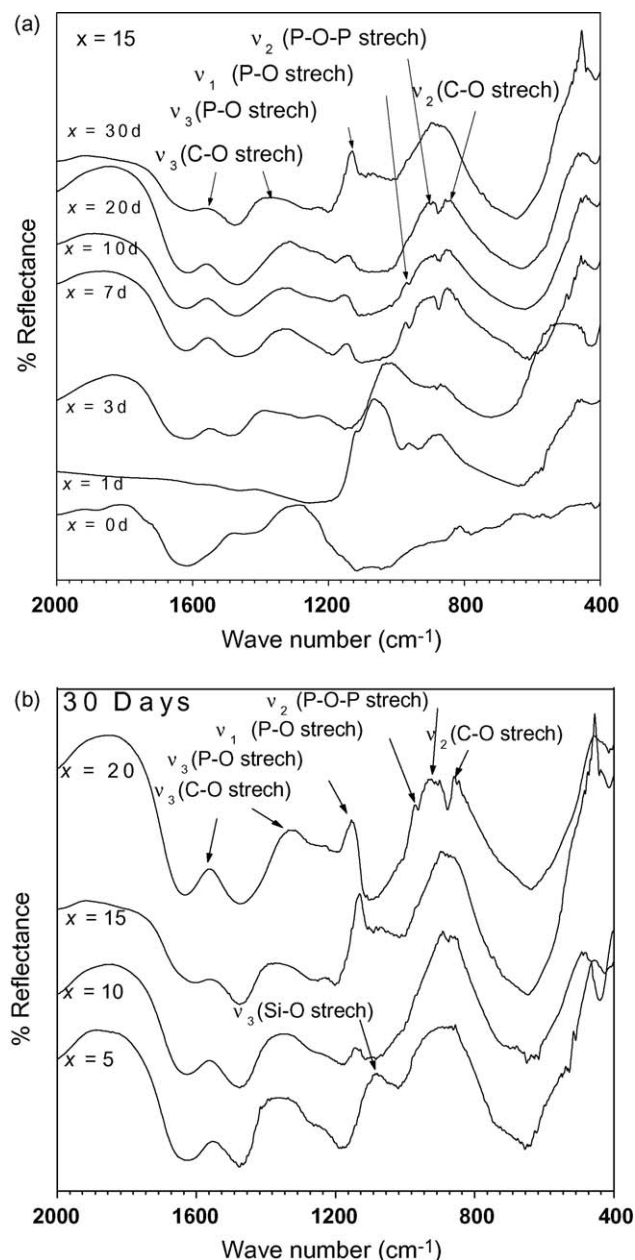 (a)
x = 15
ν₂ (P-O-P strech)
ν₁ (P-O strech)
ν₂(C-O strech)
ν₃(P-O strech)
ν₃(C-O strech)
x = 30d
x = 20d
x = 10d
x = 7d
x = 3d
x = 1d
x = 0d
% Reflectance
2000 1600 1200 800 400
Wave number (cm⁻¹)
(b)
30 Days
ν₂ (P-O-P strech)
ν₁ (P-O strech)
ν₂(C-O strech)
ν₃(P-O strech)
ν₃(C-O strech)
x = 20
x = 15
x = 10
ν₃(Si-O strech)
x = 5
% Reflectance
2000 1600 1200 800 400
Wave number (cm⁻¹)